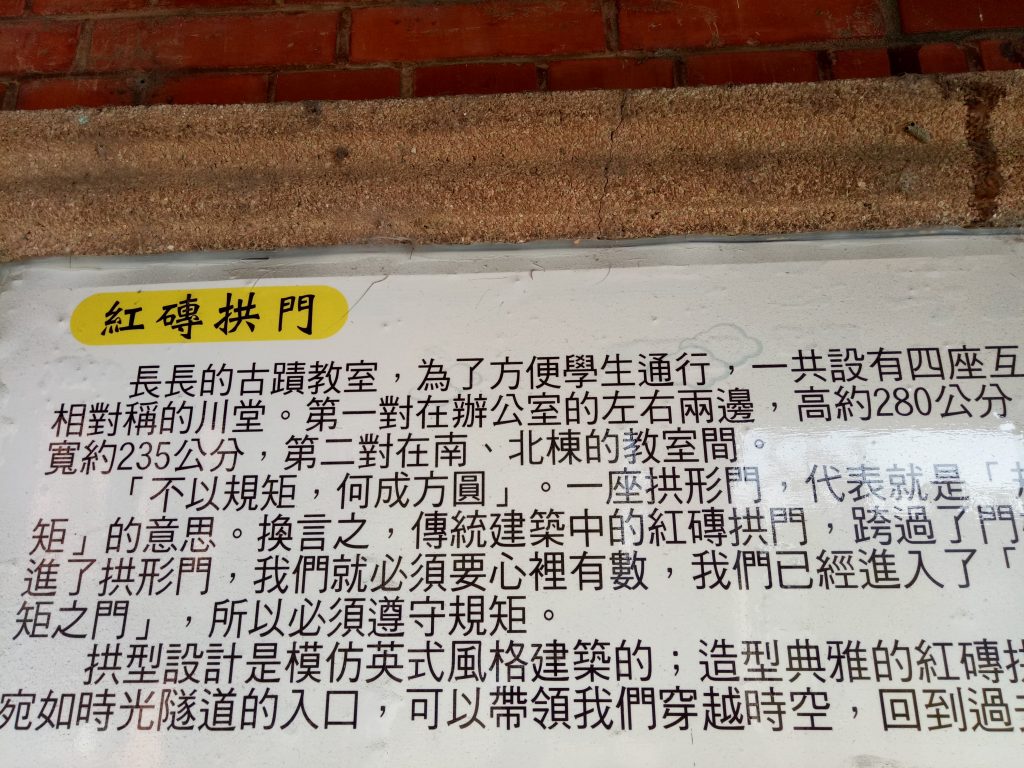 紅磚拱門
長長的古蹟教室，為了方便學生通行，一共設有四座互
相對稱的川堂。第一對在辦公室的左右兩邊，高約280公分
寬約235公分，第二對在南、北棟的教室間。
「不以規矩，何成方圓」。一座拱形門，代表就是「規
矩」的意思。換言之，傳統建築中的紅磚拱門，跨過了門
進了拱形門，我們就必須要心裡有數，我們已經進入了「
矩之門」，所以必須遵守規矩。
拱型設計是模仿英式風格建築的；造型典雅的紅磚拱
宛如時光隧道的入口，可以帶領我們穿越時空，回到過去